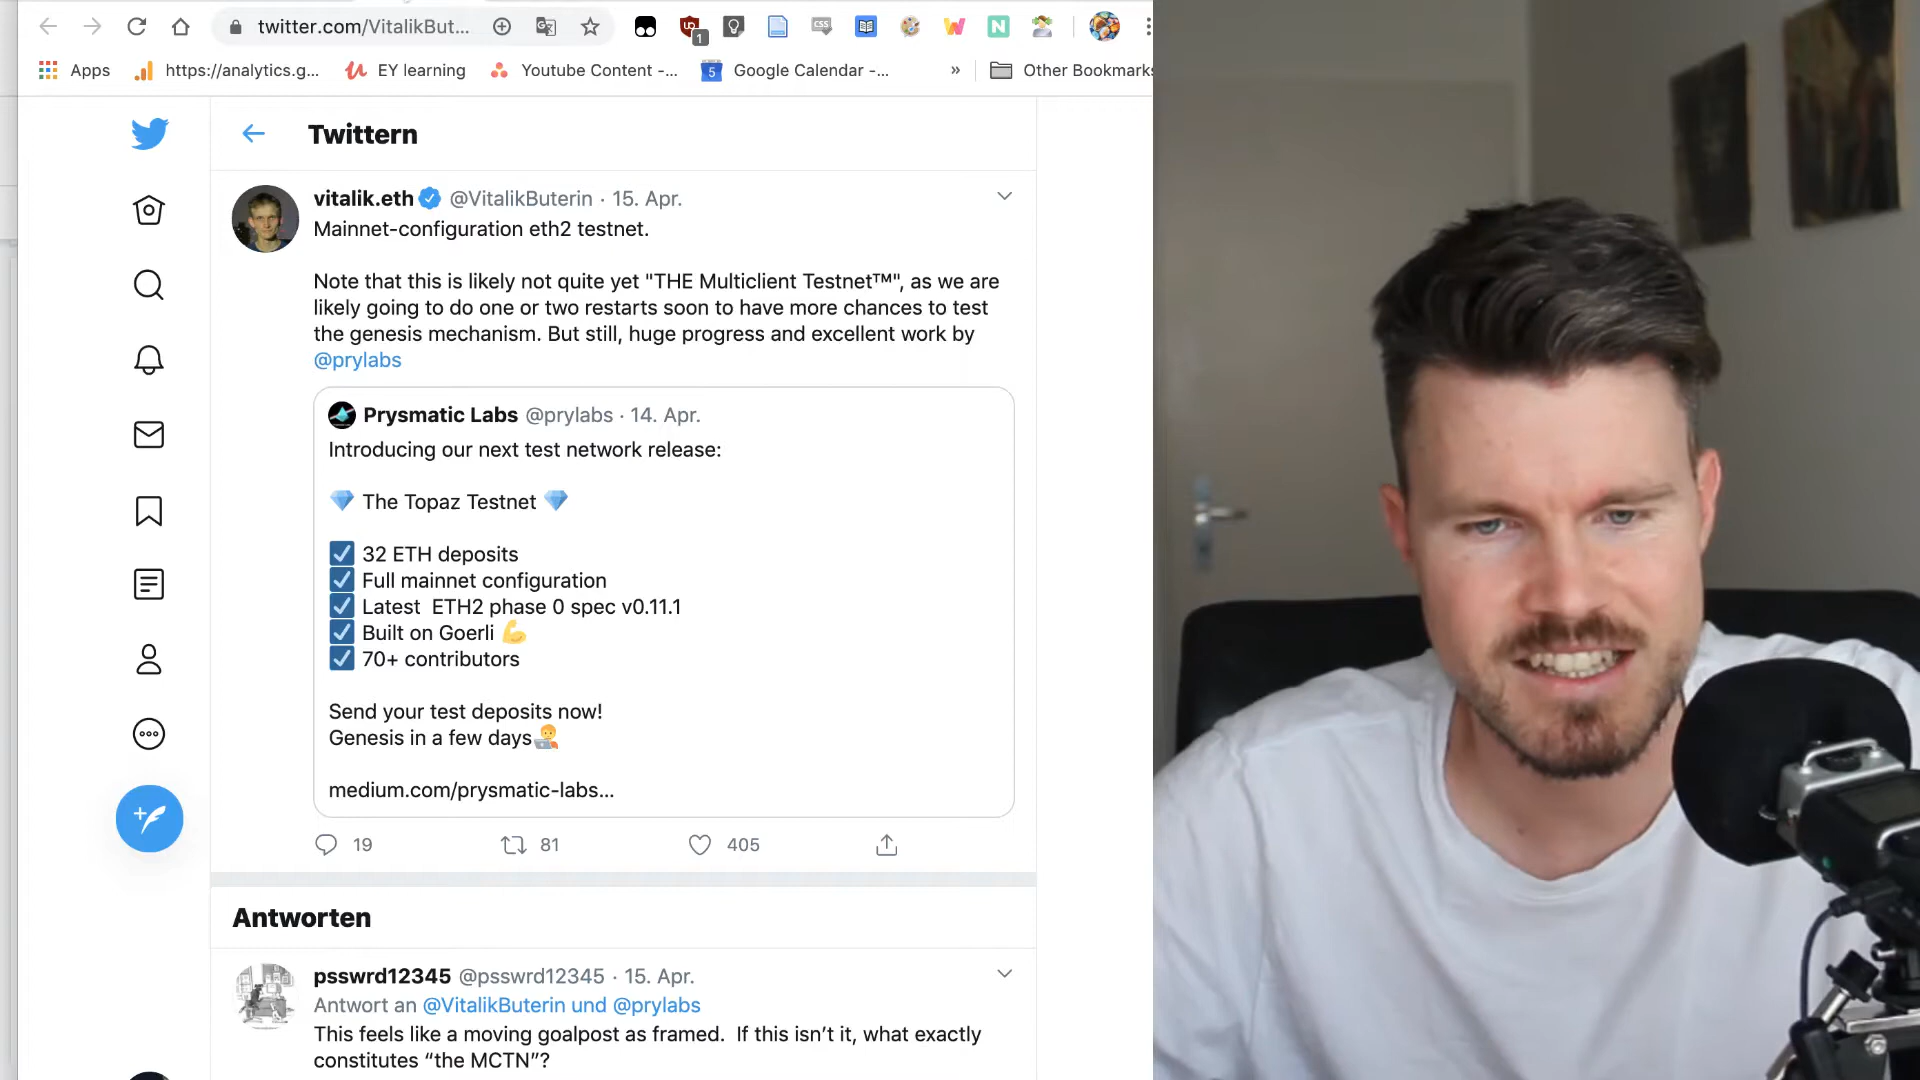 twitter.com/VitalikBut...
1
Apps
https://analytics.g...
EY learning
Youtube Content -...
5
Google Calendar -...
»
Other Bookmarks
Twittern
vitalik.eth @VitalikButerin · 15. Apr.
Mainnet-configuration eth2 testnet.
Note that this is likely not quite yet "THE Multiclient Testnet™", as we are
likely going to do one or two restarts soon to have more chances to test
the genesis mechanism. But still, huge progress and excellent work by
@prylabs
Prysmatic Labs @prylabs · 14. Apr.
Introducing our next test network release:
💎 The Topaz Testnet 💎
☑ 32 ETH deposits
☑ Full mainnet configuration
☑ Latest ETH2 phase 0 spec v0.11.1
☑ Built on Goerli 💪
☑ 70+ contributors
Send your test deposits now!
Genesis in a few days🧑‍💻
medium.com/prysmatic-labs...
19
81
405
Antworten
psswrd12345 @psswrd12345 · 15. Apr.
Antwort an @VitalikButerin und @prylabs
This feels like a moving goalpost as framed. If this isn’t it, what exactly
constitutes “the MCTN”?